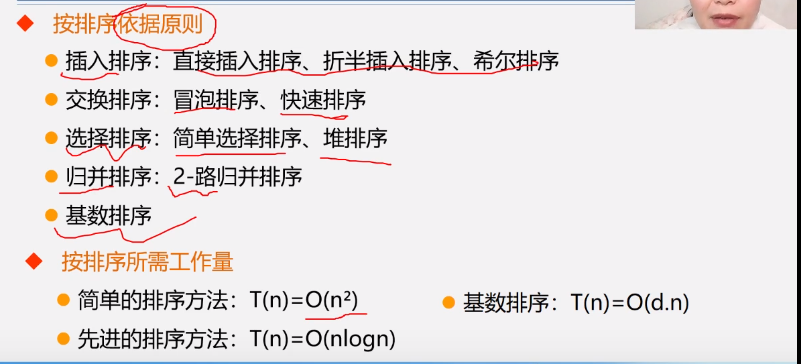 按排序依据原则
插入排序：直接插入排序、折半插入排序、希尔排序
交换排序：冒泡排序、快速排序
选择排序：简单选择排序、堆排序
归并排序：2-路归并排序
基数排序
按排序所需工作量
简单的排序方法：T(n)=O(n²)
基数排序：T(n)=O(d.n)
先进的排序方法：T(n)=O(nlogn)